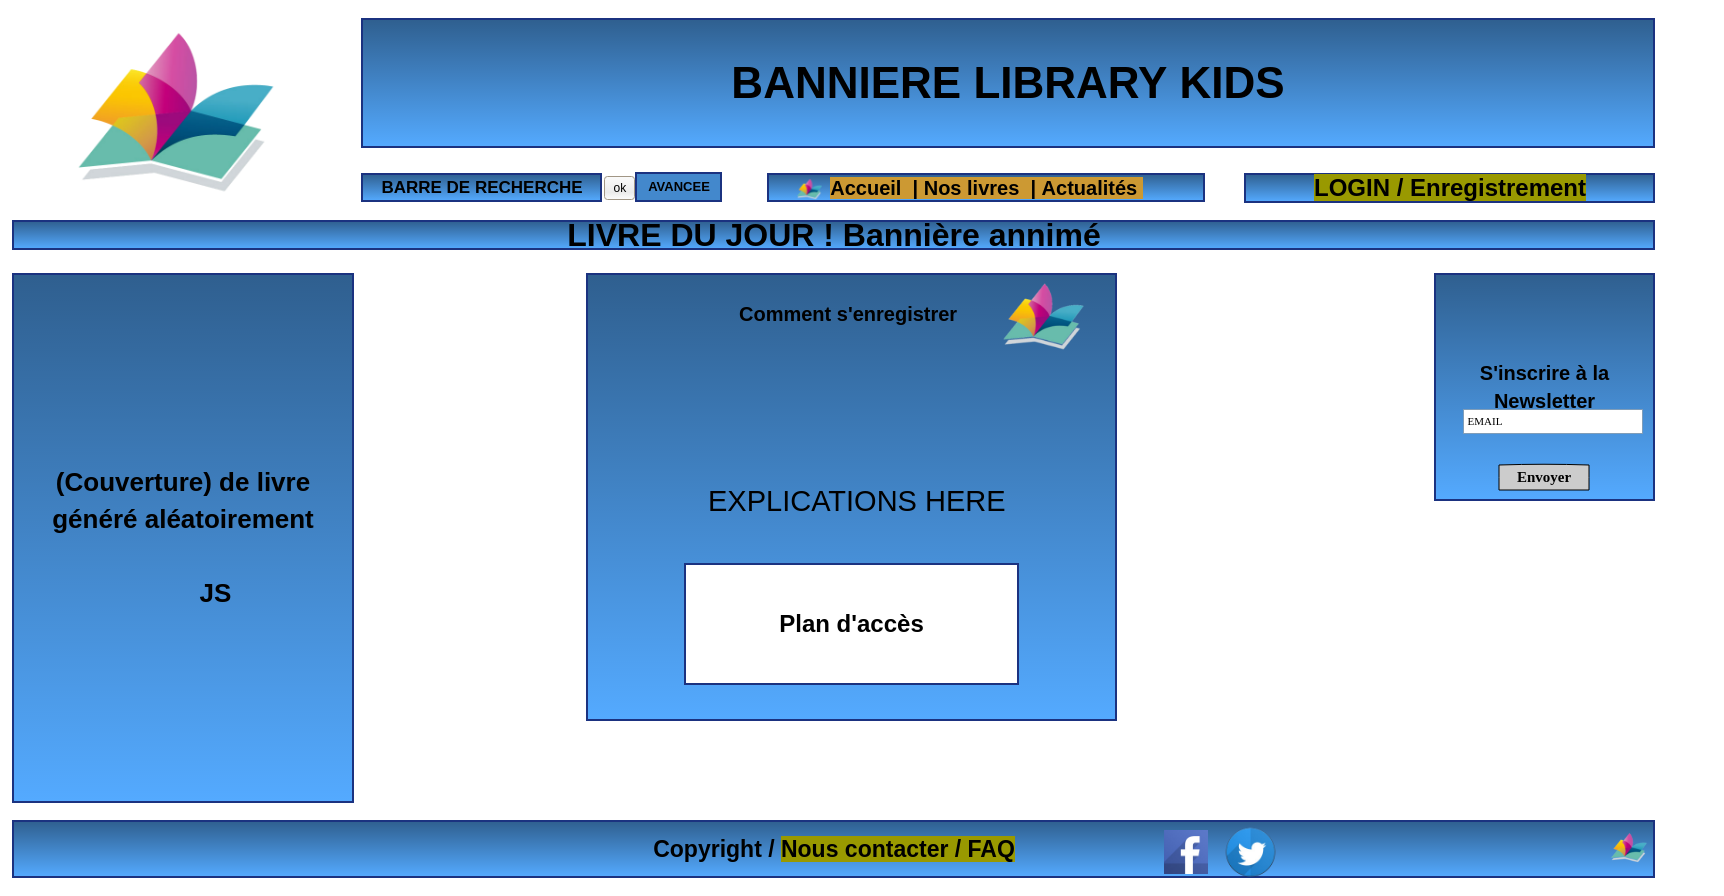 BANNIERE LIBRARY KIDS
BARRE DE RECHERCHE
ok
AVANCEE
Accueil | Nos livres | Actualités
LOGIN / Enregistrement
LIVRE DU JOUR ! Bannière annimé
(Couverture) de livre
généré aléatoirement
JS
Comment s'enregistrer
EXPLICATIONS HERE
Plan d'accès
S'inscrire à la
Newsletter
EMAIL
Envoyer
Copyright / Nous contacter / FAQ